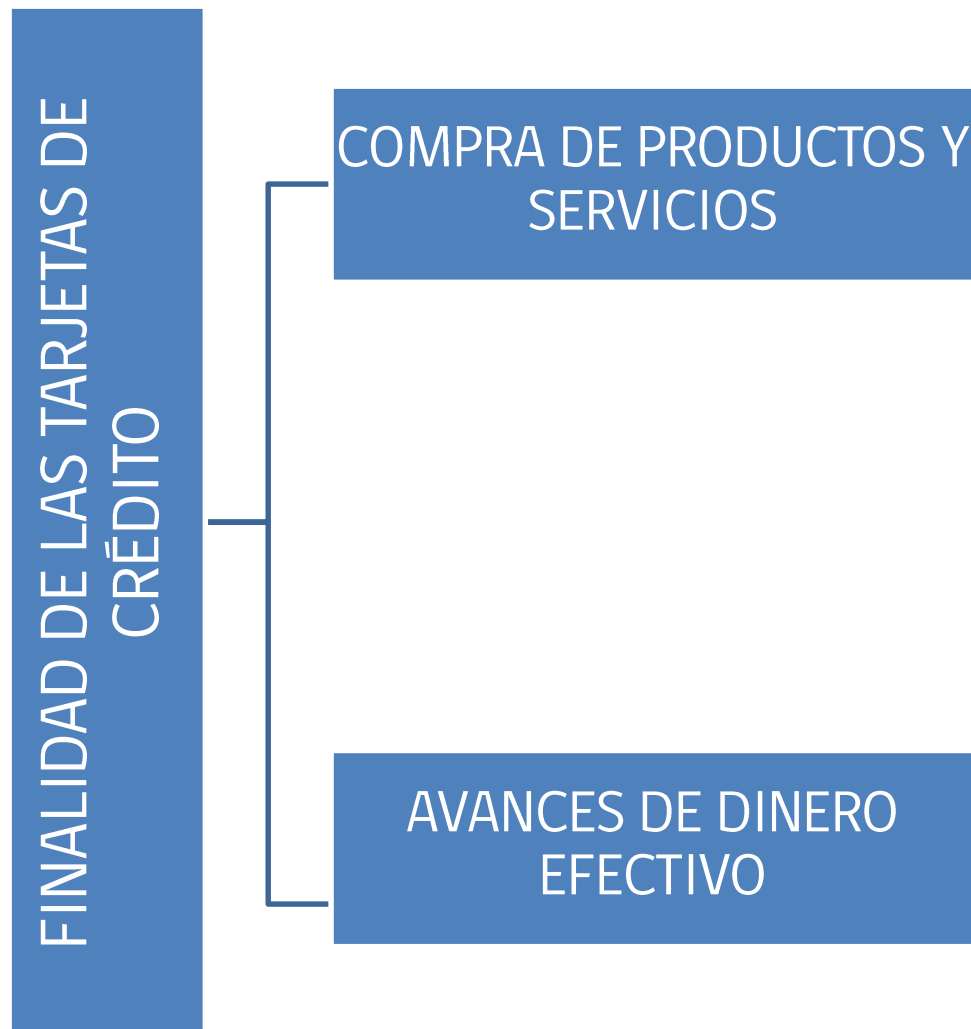 FINALIDAD DE LAS TARJETAS DE
CRÉDITO
COMPRA DE PRODUCTOS Y
SERVICIOS
AVANCES DE DINERO
EFECTIVO